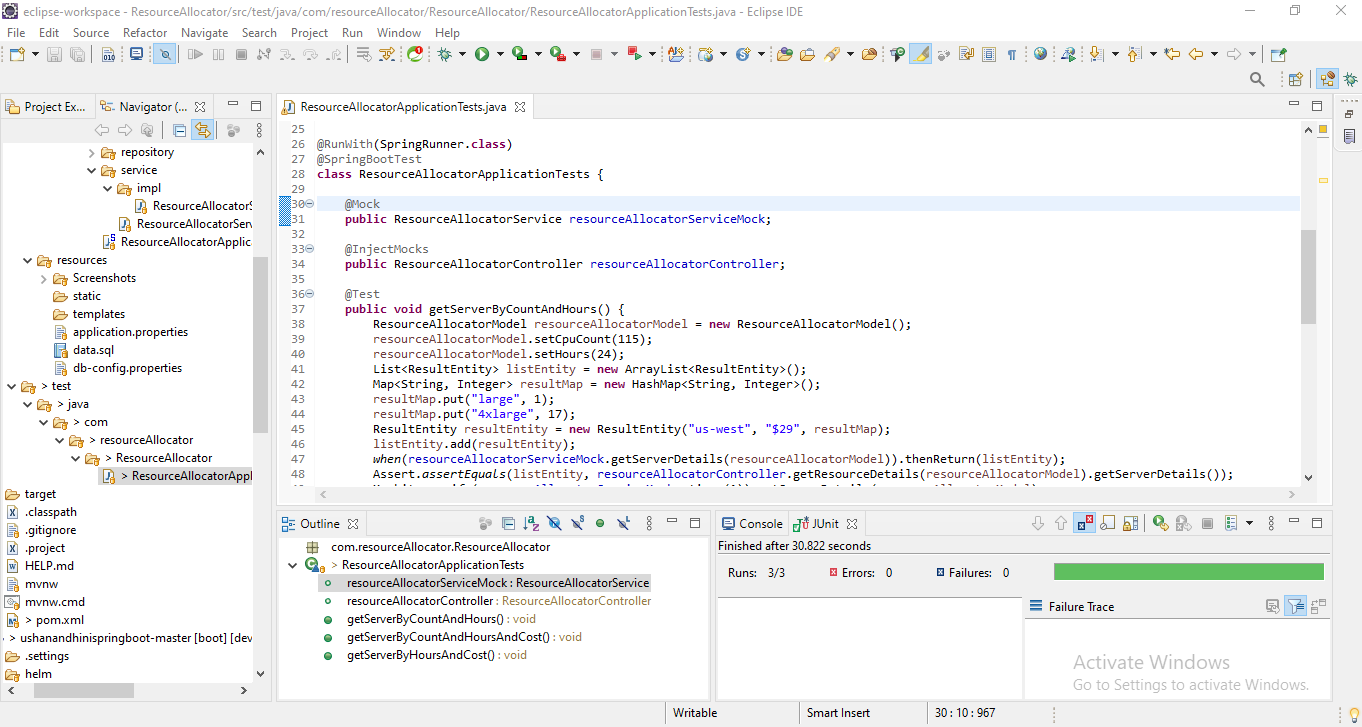 eclipse-workspace - ResourceAllocator/src/test/java/com/resourceAllocator/ResourceAllocator/ResourceAllocatorApplicationTests.java - Eclipse IDE
File Edit Source Refactor Navigate Search Project Run Window Help
Project Ex...
Navigator (...
repository
service
impl
ResourceAllocatorS
ResourceAllocatorSer
ResourceAllocatorApplic
resources
Screenshots
static
templates
application.properties
data.sql
db-config.properties
> test
> java
> com
> resourceAllocator
> ResourceAllocator
> ResourceAllocatorAppl
target
.classpath
.gitignore
.project
HELP.md
mvnw
mvnw.cmd
> pom.xml
> ushanandhinispringboot-master [boot] [dev
.settings
helm
ResourceAllocatorApplicationTests.java
25
26 @RunWith(SpringRunner.class)
27 @SpringBootTest
28 class ResourceAllocatorApplicationTests {
29
30 @Mock
31 public ResourceAllocatorService resourceAllocatorServiceMock;
32
33 @InjectMocks
34 public ResourceAllocatorController resourceAllocatorController;
35
36 @Test
37 public void getServerByCountAndHours() {
38 ResourceAllocatorModel resourceAllocatorModel = new ResourceAllocatorModel();
39 resourceAllocatorModel.setCpuCount(115);
40 resourceAllocatorModel.setHours(24);
41 List<ResultEntity> listEntity = new ArrayList<ResultEntity>();
42 Map<String, Integer> resultMap = new HashMap<String, Integer>();
43 resultMap.put("large", 1);
44 resultMap.put("4xlarge", 17);
45 ResultEntity resultEntity = new ResultEntity("us-west", "$29", resultMap);
46 listEntity.add(resultEntity);
47 when(resourceAllocatorServiceMock.getServerDetails(resourceAllocatorModel)).thenReturn(listEntity);
48 Assert.assertEquals(listEntity, resourceAllocatorController.getResourceDetails(resourceAllocatorModel).getServerDetails());
Outline
com.resourceAllocator.ResourceAllocator
> ResourceAllocatorApplicationTests
resourceAllocatorServiceMock : ResourceAllocatorService
resourceAllocatorController : ResourceAllocatorController
getServerByCountAndHours() : void
getServerByCountAndHoursAndCost() : void
getServerByHoursAndCost() : void
Console
JUnit
Finished after 30.822 seconds
Runs: 3/3 Errors: 0 Failures: 0
Failure Trace
Activate Windows
Go to Settings to activate Windows.
Writable
Smart Insert
30 : 10 : 967